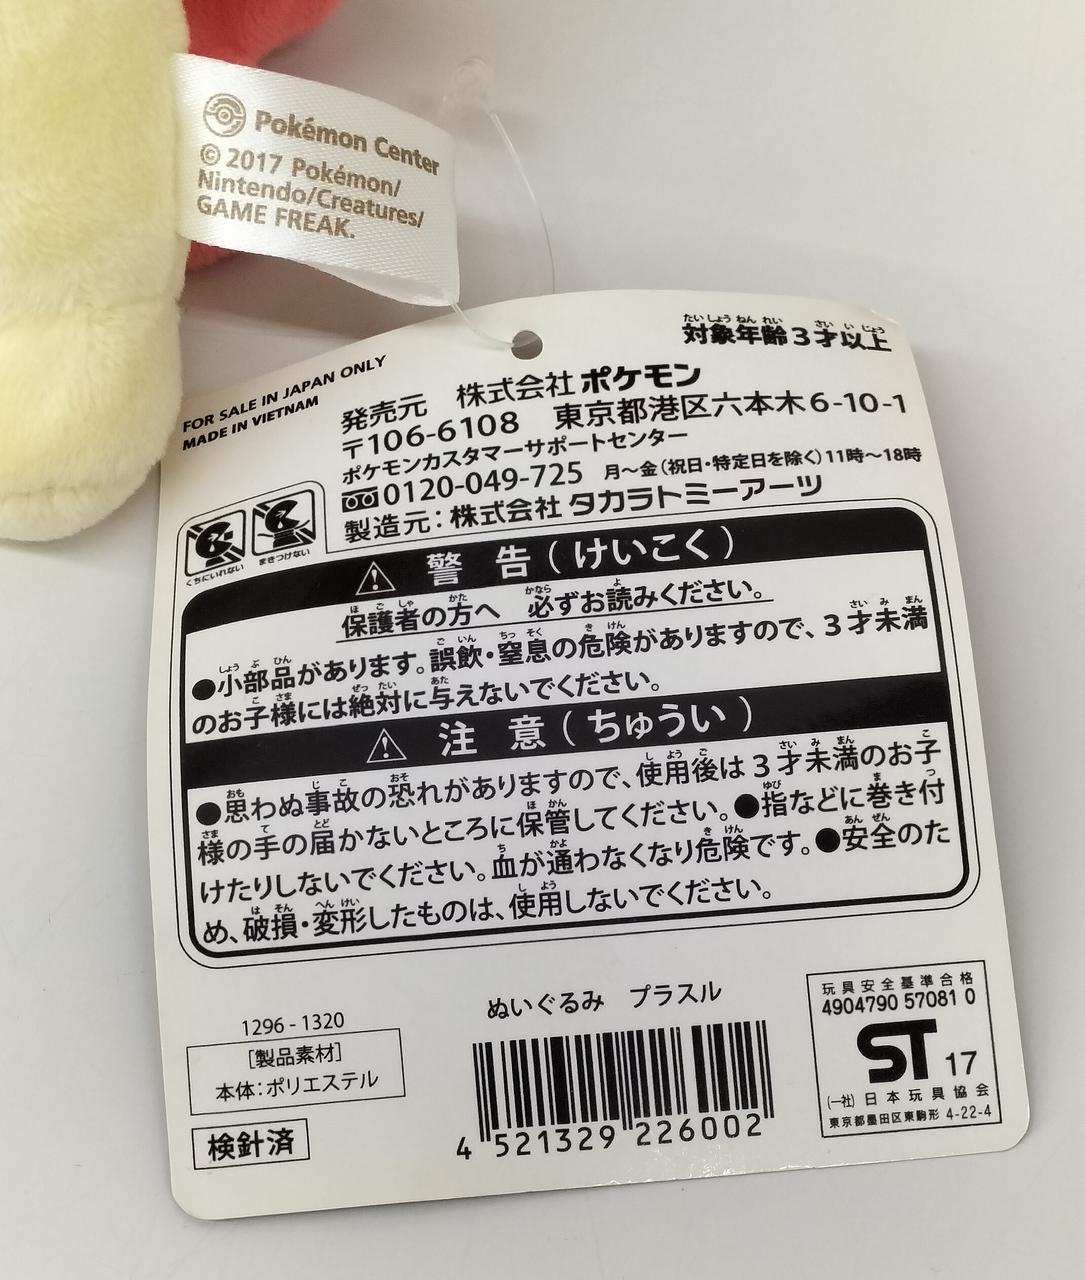 Pokémon Center
© 2017 Pokémon/
Nintendo/Creatures/
GAME FREAK.
対象年齢3才以上
たいしょうねんれい さいいじょう
FOR SALE IN JAPAN ONLY
MADE IN VIETNAM
発売元 株式会社ポケモン
〒106-6108 東京都港区六本木6-10-1
ポケモンカスタマーサポートセンター
0120-049-725 月～金(祝日・特定日を除く)11時～18時
製造元:株式会社タカラトミーアーツ
くちにいれない まきつけない
警告(けいこく)
保護者の方へ 必ずお読みください。
●小部品があります。誤飲・窒息の危険がありますので、3才未満
のお子様には絶対に与えないでください。
注意(ちゅうい)
●思わぬ事故の恐れがありますので、使用後は3才未満のお子
様の手の届かないところに保管してください。●指などに巻き付
けたりしないでください。血が通わなくなり危険です。●安全のた
め、破損・変形したものは、使用しないでください。
1296-1320
[製品素材]
本体:ポリエステル
検針済
ぬいぐるみ プラスル
4 521329 226002
玩具安全基準合格
4904790 57081 0
ST 17
(一社)日本玩具協会
東京都墨田区東駒形 4-22-4